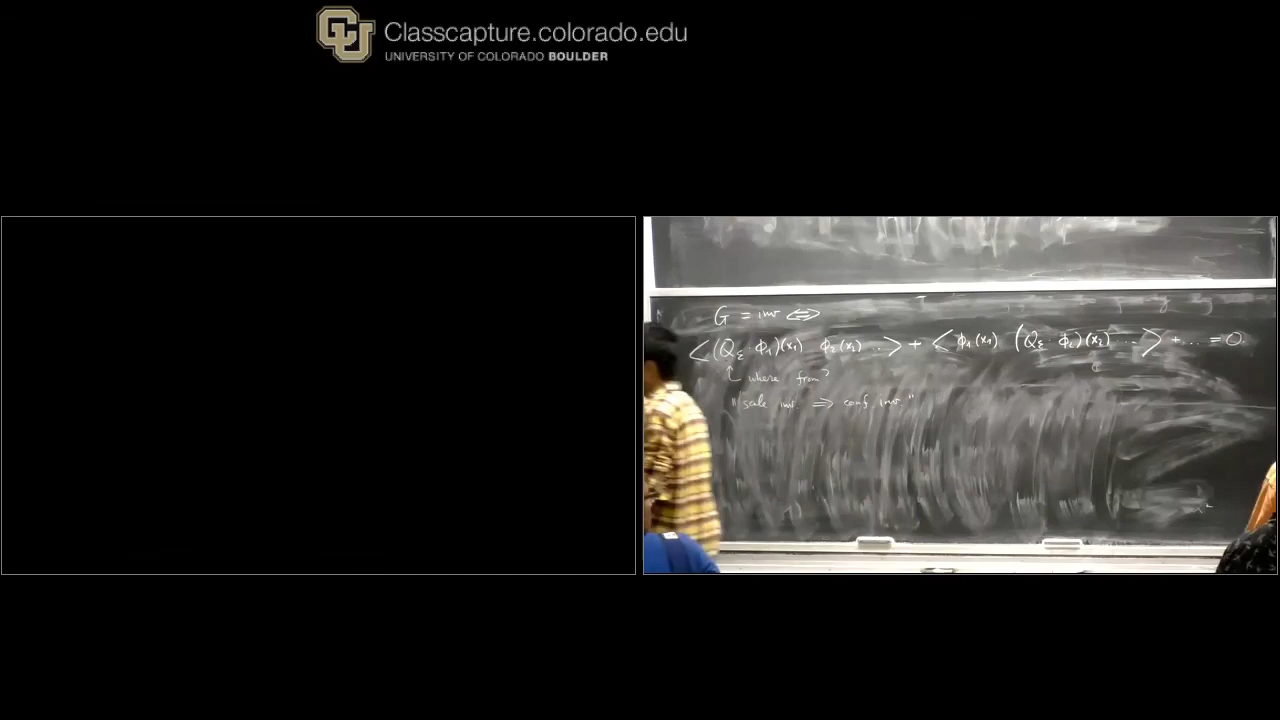 CU Classcapture.colorado.edu
UNIVERSITY OF COLORADO BOULDER
G = inv ⇔
<(Q_ε · ϕ₁)(x₁) ϕ₂(x₂) ...> + <ϕ₁(x₁) (Q_ε · ϕ₂)(x₂) ...> + ... = 0.
↑ where from?
"scale inv. ⇒ conf. inv."